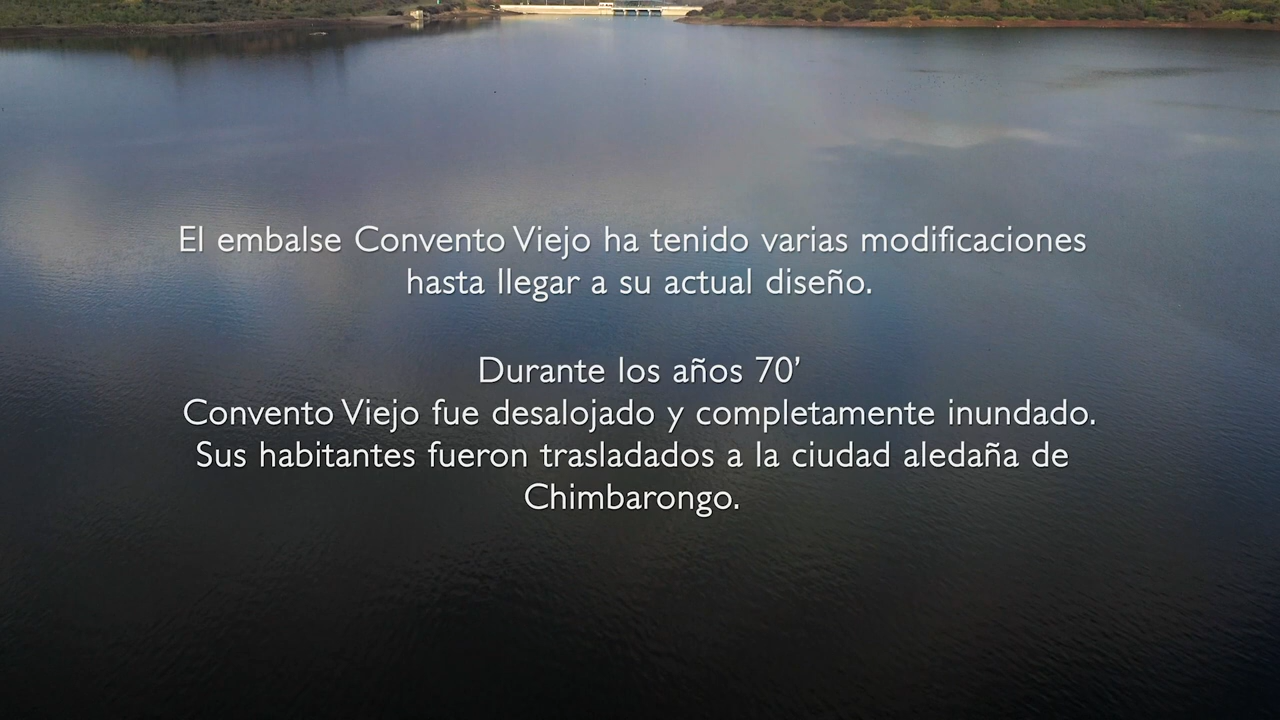 El embalse Convento Viejo ha tenido varias modificaciones
hasta llegar a su actual diseño.
Durante los años 70’
Convento Viejo fue desalojado y completamente inundado.
Sus habitantes fueron trasladados a la ciudad aledaña de
Chimbarongo.